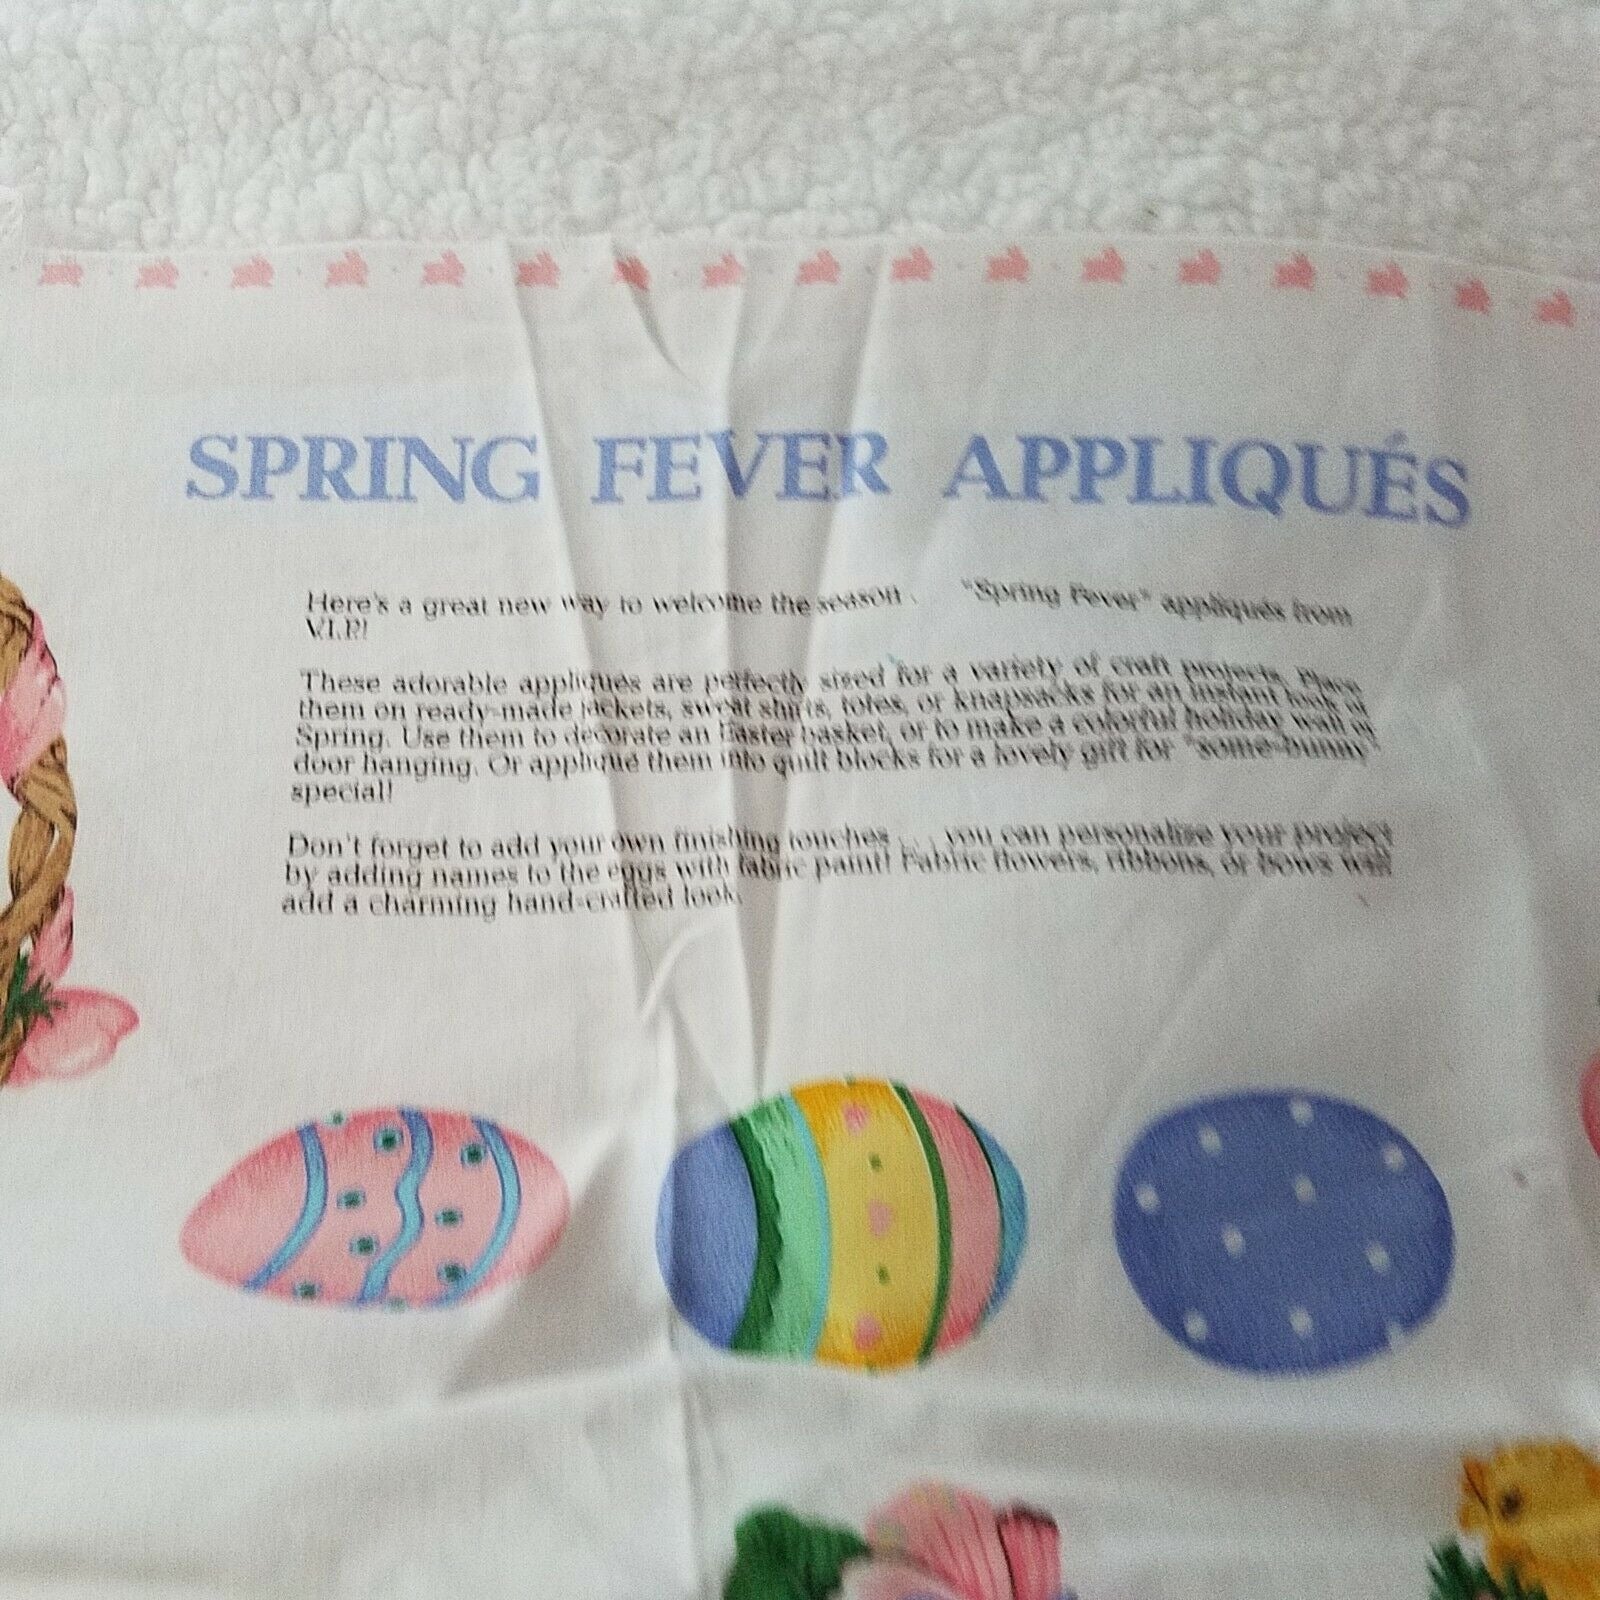 SPRING FEVER APPLIQUÉS
Here's a great new way to welcome the season . . "Spring Fever" appliqués from
V.I.P.!
These adorable appliqués are perfectly sized for a variety of craft projects. Place
them on ready-made jackets, sweat shirts, totes, or knapsacks for an instant look of
Spring. Use them to decorate an Easter basket, or to make a colorful holiday wall or
door hanging. Or appliqué them into quilt blocks for a lovely gift for "some-bunny"
special!
Don't forget to add your own finishing touches . . . you can personalize your project
by adding names to the eggs with fabric paint! Fabric flowers, ribbons, or bows will
add a charming hand-crafted look.